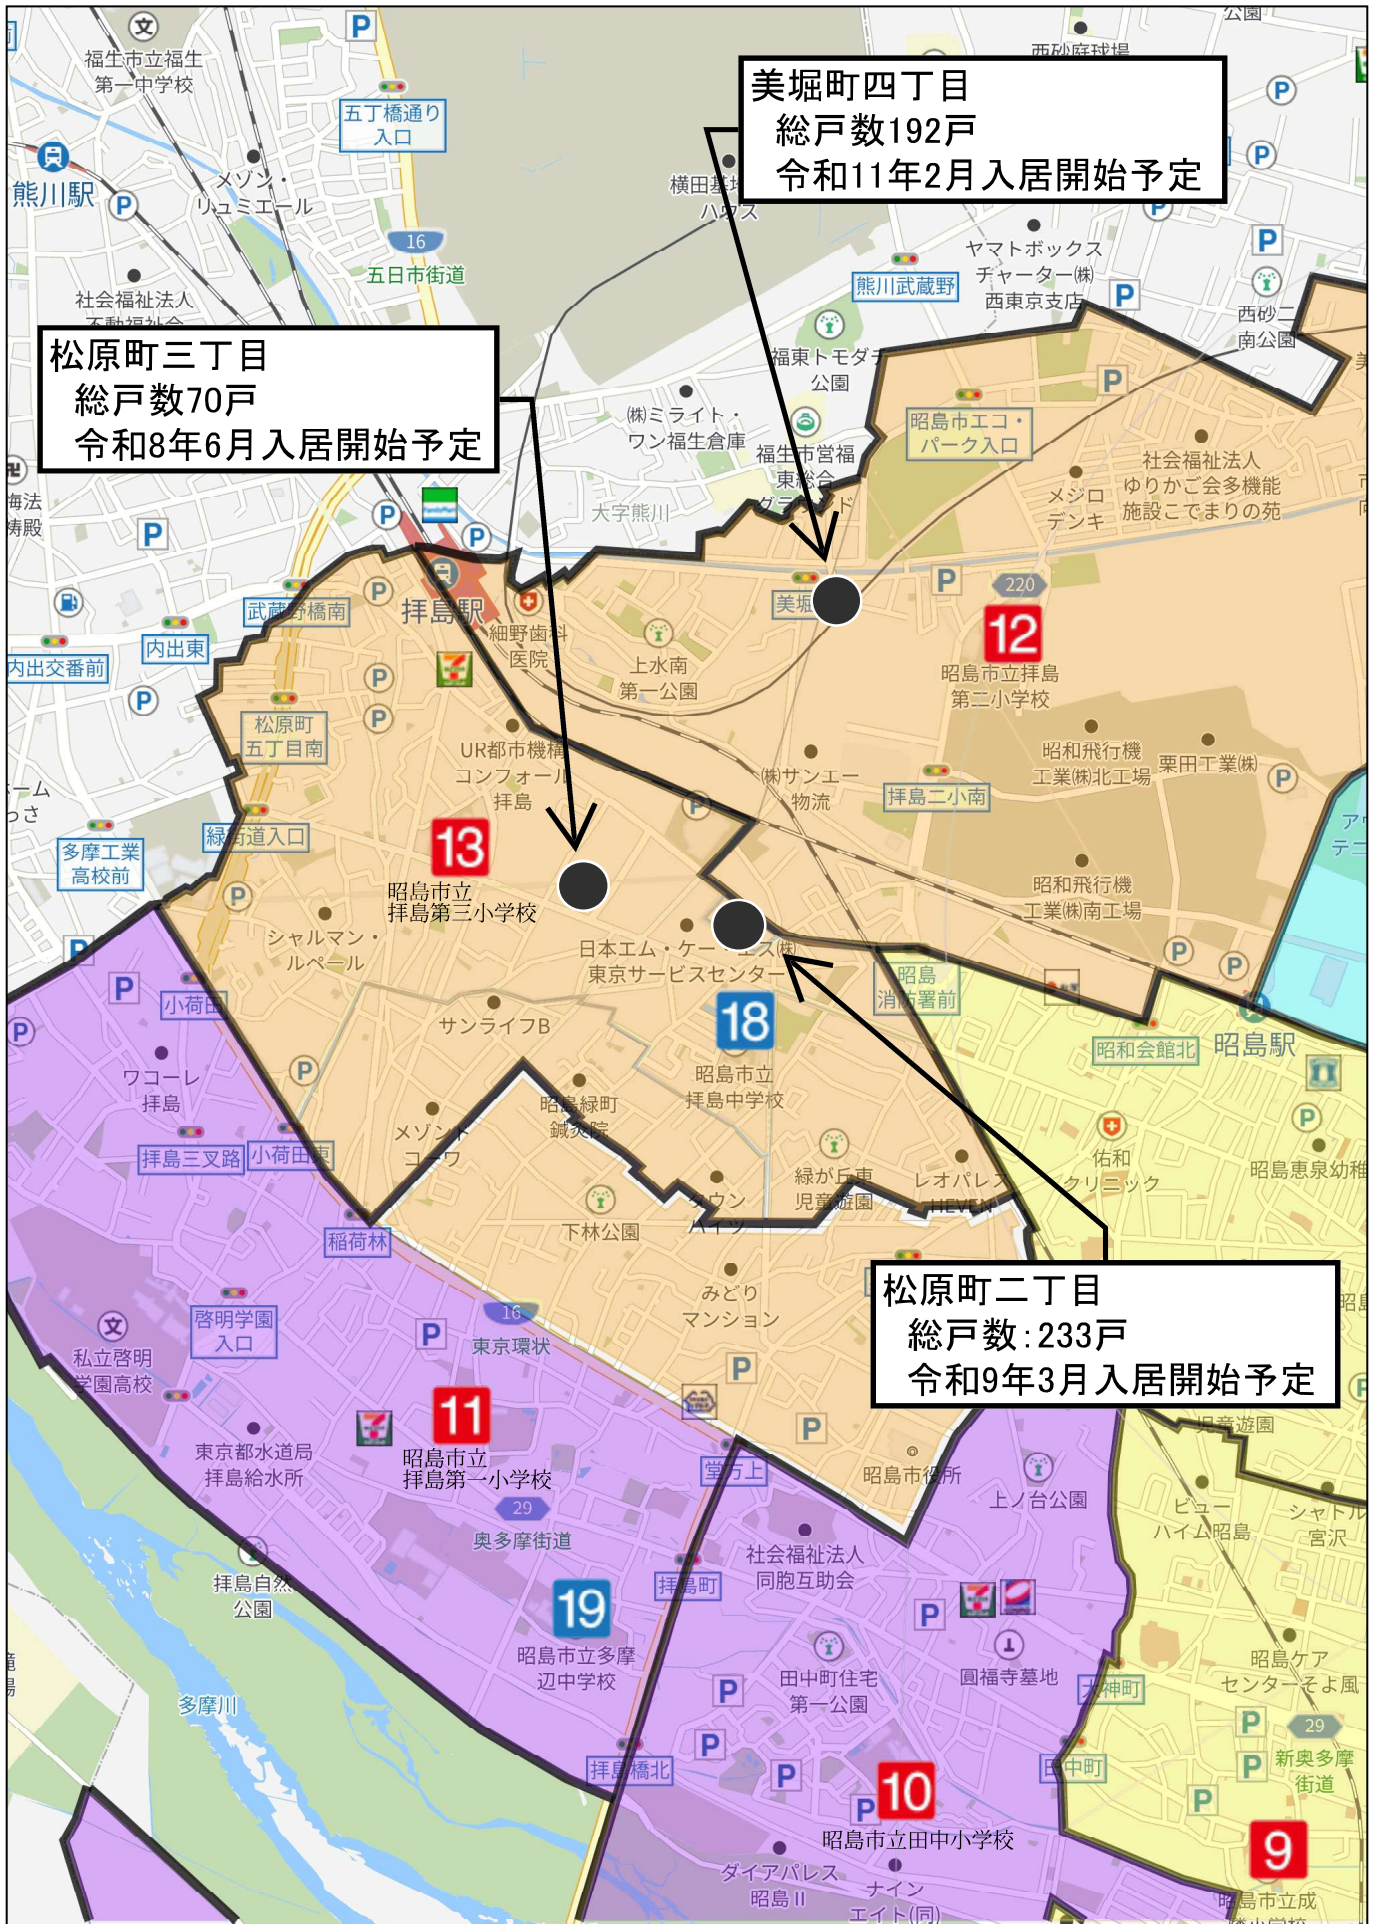 公園
文
P
福生市立福生
第一中学校
西砂庭球場
五丁橋通り
入口
美堀町四丁目
総戸数192戸
令和11年2月入居開始予定
P
P
熊川駅
P
メゾン・
リュミエール
ハウス
P
16
五日市街道
ヤマトボックス
チャーター㈱
西東京支店
P
P
熊川武蔵野
社会福祉法人
西砂二
南公園
松原町三丁目
総戸数70戸
令和8年6月入居開始予定
福東トモダチ
公園
P
㈱ミライト・
ワン福生倉庫
昭島市エコ・
パーク入口
福生市営福
東総合
グラウンド
社会福祉法人
ゆりかご会多機能
施設こでまりの苑
メジロ
デンキ
大字熊川
FamilyMart
P
P
P
武蔵野橋南
P
拝島駅
細野歯科
医院
上水南
第一公園
P
220
12
昭島市立拝島
第二小学校
内出東
内出交番前
P
P
P
松原町
五丁目南
UR都市機構
コンフォール
拝島
㈱サンエー
物流
昭和飛行機
工業㈱北工場
栗田工業㈱
P
拝島二小南
P
緑街道入口
多摩工業
高校前
13
昭島市立
拝島第三小学校
P
昭和飛行機
工業㈱南工場
シャルマン・
ルペール
日本エム・ケー・エス㈱
東京サービスセンター
P
P
P
昭島
消防署前
P
小荷田
P
サンライフB
18
昭島市立
拝島中学校
昭和会館北
昭島駅
ワコーレ
拝島
P
昭島緑町
鍼灸院
メゾンド
コーワ
P
拝島三叉路
小荷田東
佑和
クリニック
昭島恵泉幼稚
緑が丘東
児童遊園
レオパレス
HEVEN
タウン
ハイツ
下林公園
稲荷林
みどり
マンション
松原町二丁目
総戸数:233戸
令和9年3月入居開始予定
啓明学園
入口
16
東京環状
P
文
私立啓明
学園高校
P
P
11
昭島市立
拝島第一小学校
P
児童遊園
東京都水道局
拝島給水所
堂方上
昭島市役所
上ノ台公園
ビュー
ハイム昭島
シャトル
宮沢
29
奥多摩街道
社会福祉法人
同胞互助会
拝島町
拝島自然
公園
19
昭島市立多摩
辺中学校
P
田中町住宅
第一公園
圓福寺墓地
昭島ケア
センターそよ風
大神町
多摩川
P
P
P
29
新奥多摩
街道
P
拝島橋北
P
田中町
10
P
昭島市立田中小学校
P
9
昭島市立成
ダイアパレス
昭島Ⅱ
ナイン
エイト(同)